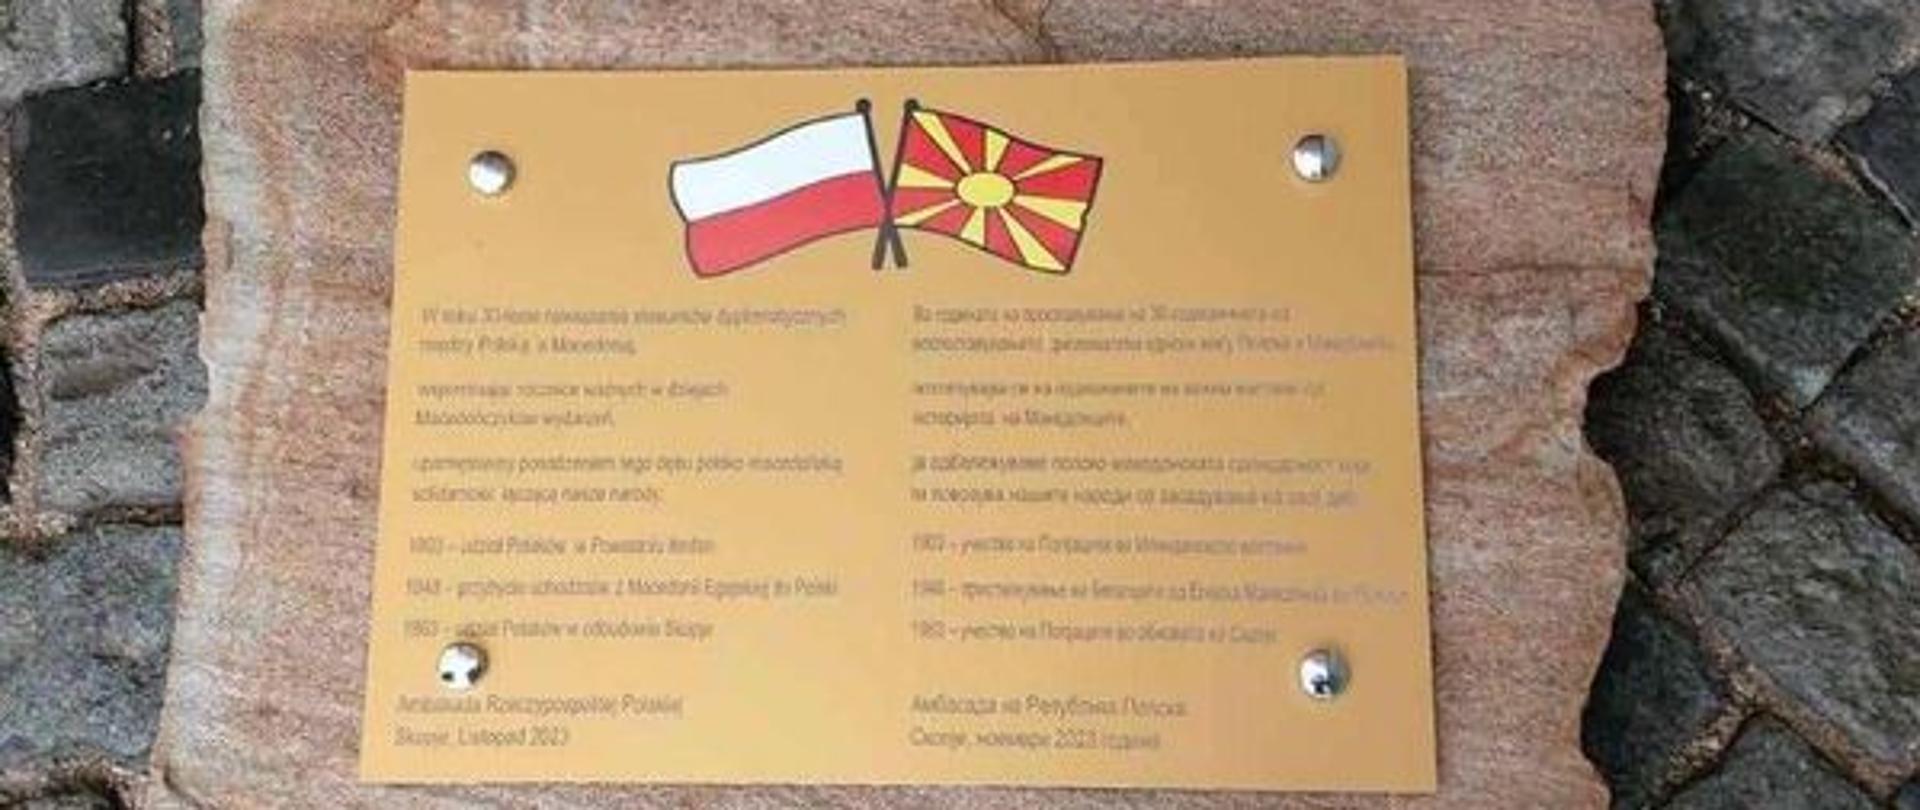 W roku 30-lecia nawiązania stosunków dyplomatycznych
między Polską a Macedonią,
wspominając rocznice ważnych w dziejach
Macedończyków wydarzeń,
upamiętniamy posadzeniem tego dębu polsko-macedońską
solidarność łączącą nasze narody:
1903 – udział Polaków w Powstaniu
1948 – przybycie uchodźców z Macedonii Egejskiej do Polski
1963 – udział Polaków w odbudowie Skopje
Ambasada Rzeczypospolitej Polskiej
Skopje, Listopad 2023
Во годината на одбележување на 30-годишнината од
дипломатски односи меѓу Полска и Македонија
на годишнините на важни настани од
историјата на Македонците,
ја одбележуваме полско-македонската солидарност која
ги поврзува нашите народи со засадување на овој даб:
1903 – учество на Полјаците во востание
1948 – пристигнување на бегалците од Егејска Македонија во Полска
1963 – учество на Полјаците во обновата на Скопје
Амбасада на Република Полска
Скопје, ноември 2023 година